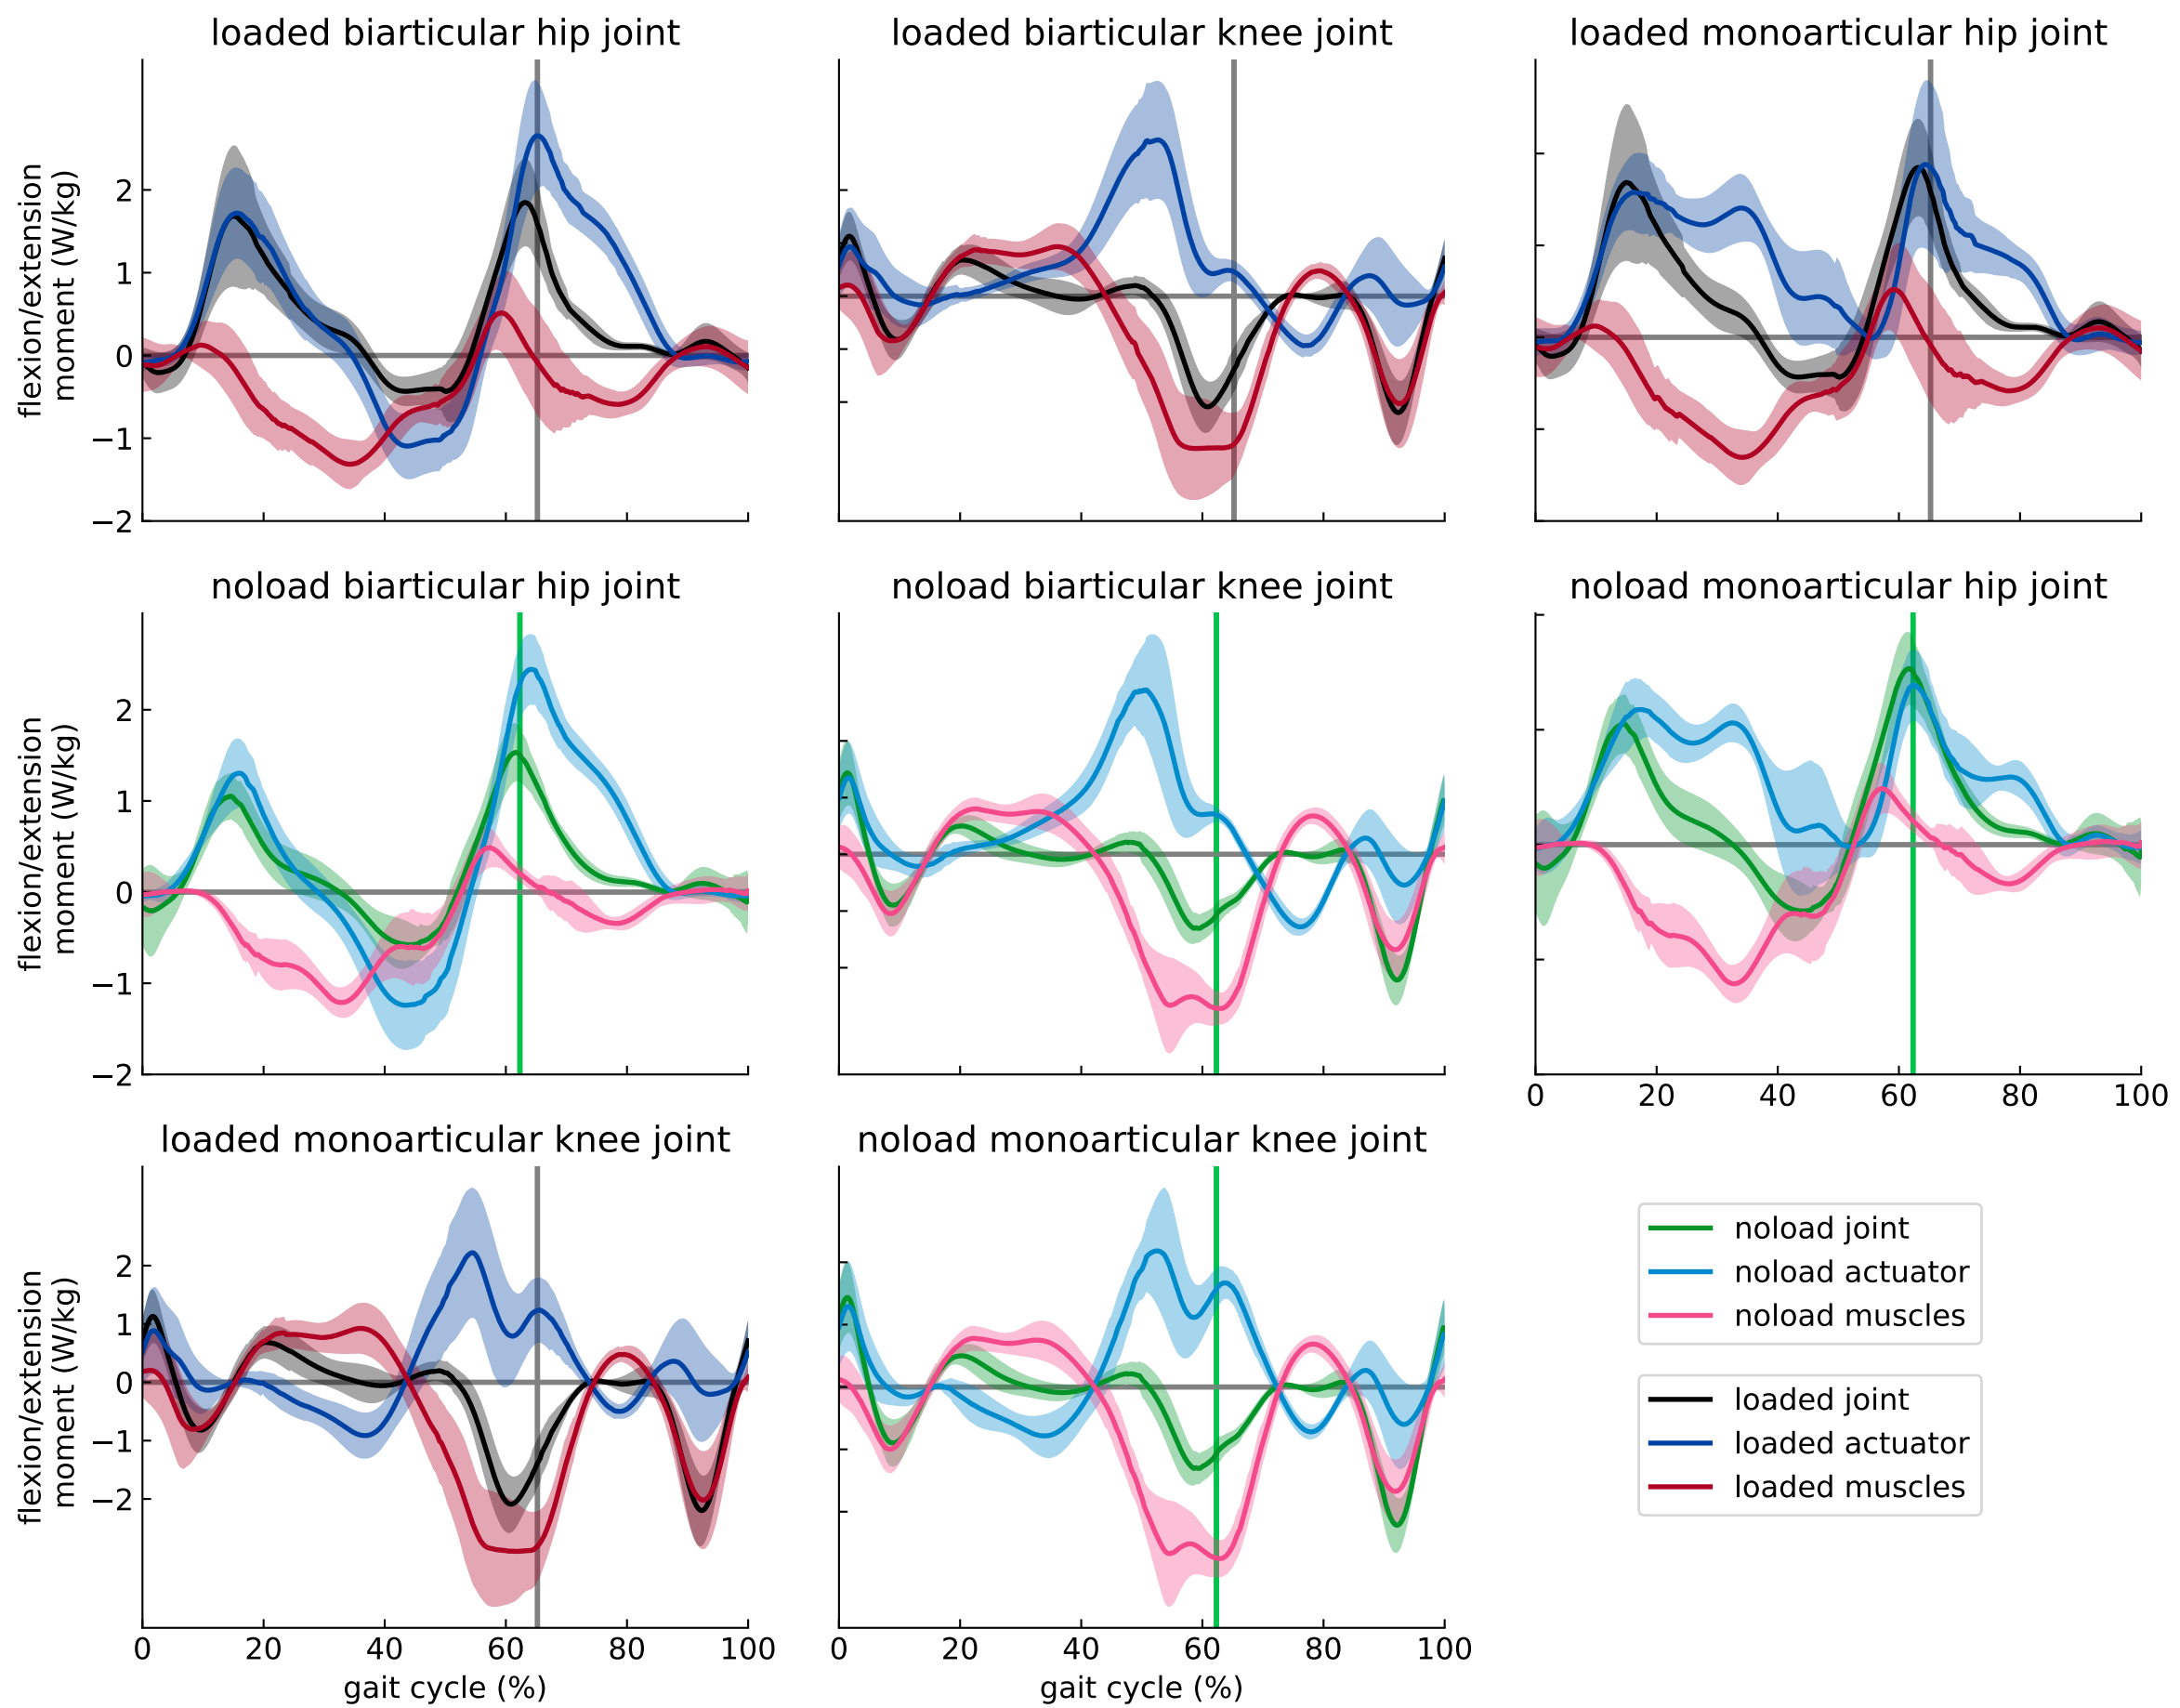 loaded biarticular hip joint
loaded biarticular knee joint
loaded monoarticular hip joint
flexion/extension
moment (W/kg)
2
1
0
−1
−2
noload biarticular hip joint
noload biarticular knee joint
noload monoarticular hip joint
flexion/extension
moment (W/kg)
2
1
0
−1
−2
0 20 40 60 80 100
loaded monoarticular knee joint
noload monoarticular knee joint
flexion/extension
moment (W/kg)
2
1
0
−1
−2
0 20 40 60 80 100
gait cycle (%)
0 20 40 60 80 100
gait cycle (%)
noload joint
noload actuator
noload muscles
loaded joint
loaded actuator
loaded muscles